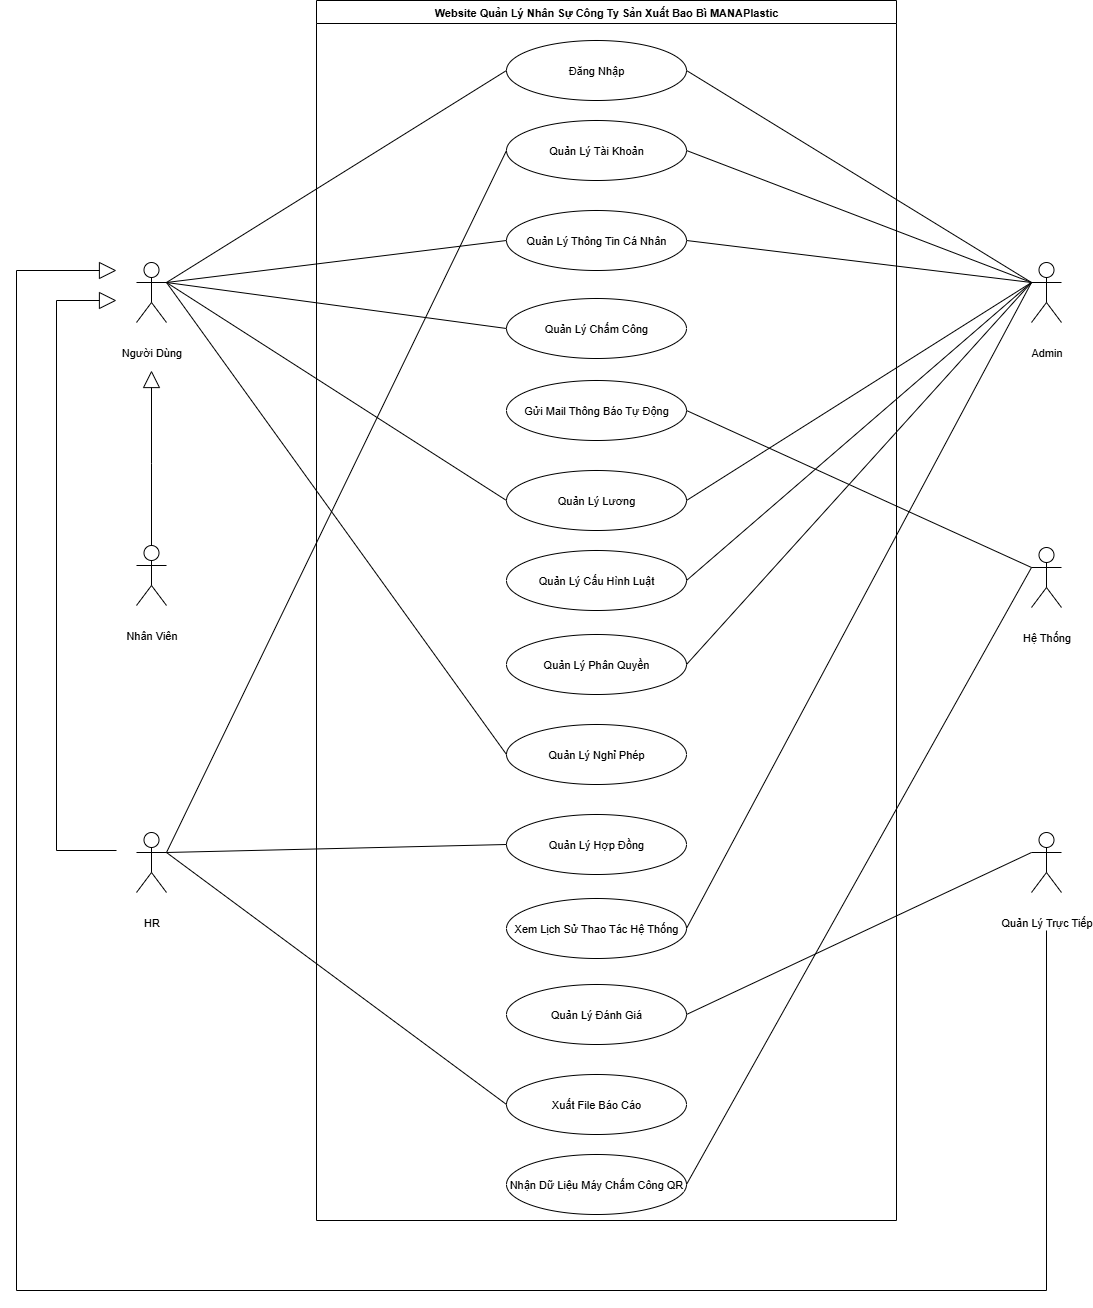 Website Quản Lý Nhân Sự Công Ty Sản Xuất Bao Bì MANAPlastic
Đăng Nhập
Quản Lý Tài Khoản
Quản Lý Thông Tin Cá Nhân
Quản Lý Chấm Công
Người Dùng
Admin
Gửi Mail Thông Báo Tự Động
Quản Lý Lương
Quản Lý Cấu Hình Luật
Nhân Viên
Hệ Thống
Quản Lý Phân Quyền
Quản Lý Nghỉ Phép
Quản Lý Hợp Đồng
HR
Quản Lý Trực Tiếp
Xem Lịch Sử Thao Tác Hệ Thống
Quản Lý Đánh Giá
Xuất File Báo Cáo
Nhận Dữ Liệu Máy Chấm Công QR